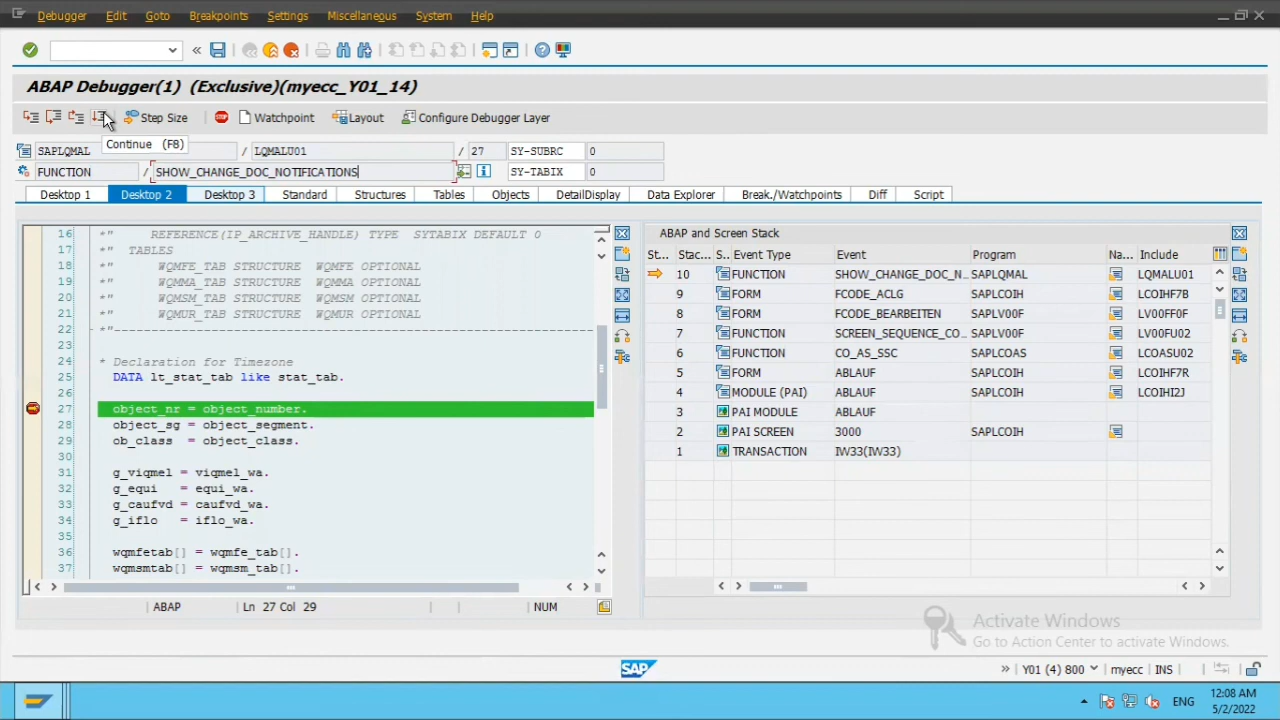 Debugger Edit Goto Breakpoints Settings Miscellaneous System Help
ABAP Debugger(1) (Exclusive)(myecc_Y01_14)
Step Size Watchpoint Layout Configure Debugger Layer
Continue (F8)
SAPLQMAL / LQMALU01 / 27 SY-SUBRC 0
FUNCTION / SHOW_CHANGE_DOC_NOTIFICATIONS SY-TABIX 0
Desktop 1 Desktop 2 Desktop 3 Standard Structures Tables Objects DetailDisplay Data Explorer Break./Watchpoints Diff Script
16 *" REFERENCE(IP_ARCHIVE_HANDLE) TYPE SYTABIX DEFAULT 0
17 *" TABLES
18 *" WQMFE_TAB STRUCTURE WQMFE OPTIONAL
19 *" WQMMA_TAB STRUCTURE WQMMA OPTIONAL
20 *" WQMSM_TAB STRUCTURE WQMSM OPTIONAL
21 *" WQMUR_TAB STRUCTURE WQMUR OPTIONAL
22 *"----------------------------------------------------------------------
23
24 * Declaration for Timezone
25 DATA lt_stat_tab like stat_tab.
26
27 object_nr = object_number.
28 object_sg = object_segment.
29 ob_class = object_class.
30
31 g_viqmel = viqmel_wa.
32 g_equi = equi_wa.
33 g_caufvd = caufvd_wa.
34 g_iflo = iflo_wa.
35
36 wqmfetab[] = wqmfe_tab[].
37 wqmsmtab[] = wqmsm_tab[].
ABAP Ln 27 Col 29 NUM
ABAP and Screen Stack
St... Stac... S.. Event Type Event Program Na... Include
10 FUNCTION SHOW_CHANGE_DOC_N... SAPLQMAL LQMALU01
9 FORM FCODE_ACLG SAPLCOIH LCOIHF7B
8 FORM FCODE_BEARBEITEN SAPLV00F LV00FF0F
7 FUNCTION SCREEN_SEQUENCE_CO... SAPLV00F LV00FU02
6 FUNCTION CO_AS_SSC SAPLCOAS LCOASU02
5 FORM ABLAUF SAPLCOIH LCOIHF7R
4 MODULE (PAI) ABLAUF SAPLCOIH LCOIHI2J
3 PAI MODULE ABLAUF
2 PAI SCREEN 3000 SAPLCOIH
1 TRANSACTION IW33(IW33)
Activate Windows
Go to Action Center to activate Windows.
SAP
Y01 (4) 800 myecc INS
ENG
12:08 AM
5/2/2022